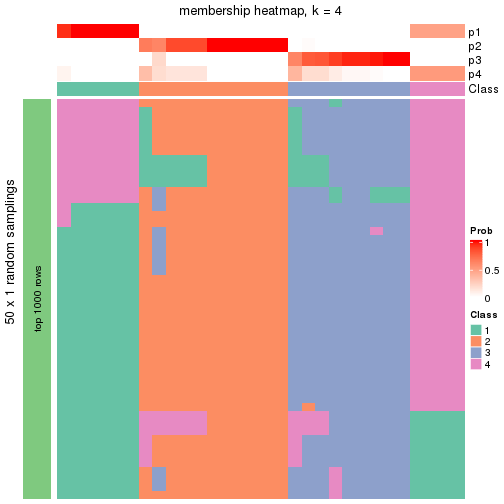 membership heatmap, k = 4
p1
p2
p3
p4
Class
50 x 1 random samplings
top 1000 rows
Prob
1
0.5
0
Class
1
2
3
4